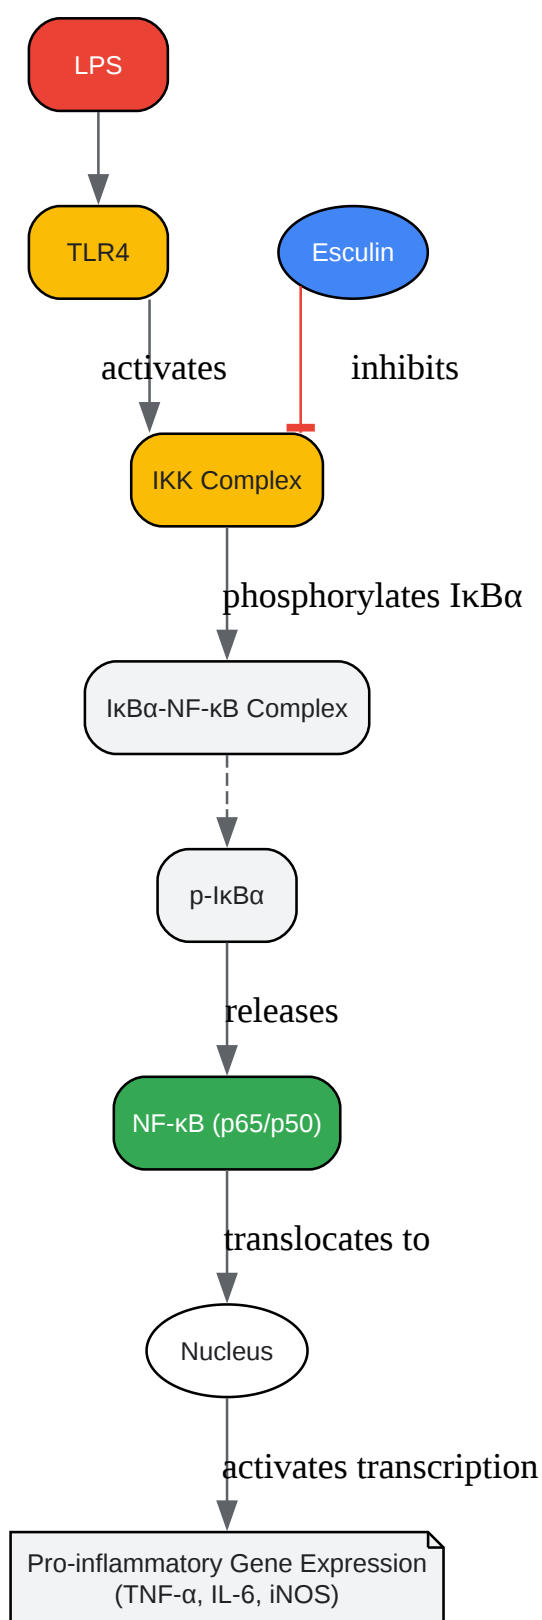 LPS
TLR4
Esculin
activates
inhibits
IKK Complex
phosphorylates IκBα
IκBα-NF-κB Complex
p-IκBα
releases
NF-κB (p65/p50)
translocates to
Nucleus
activates transcription
Pro-inflammatory Gene Expression
(TNF-α, IL-6, iNOS)